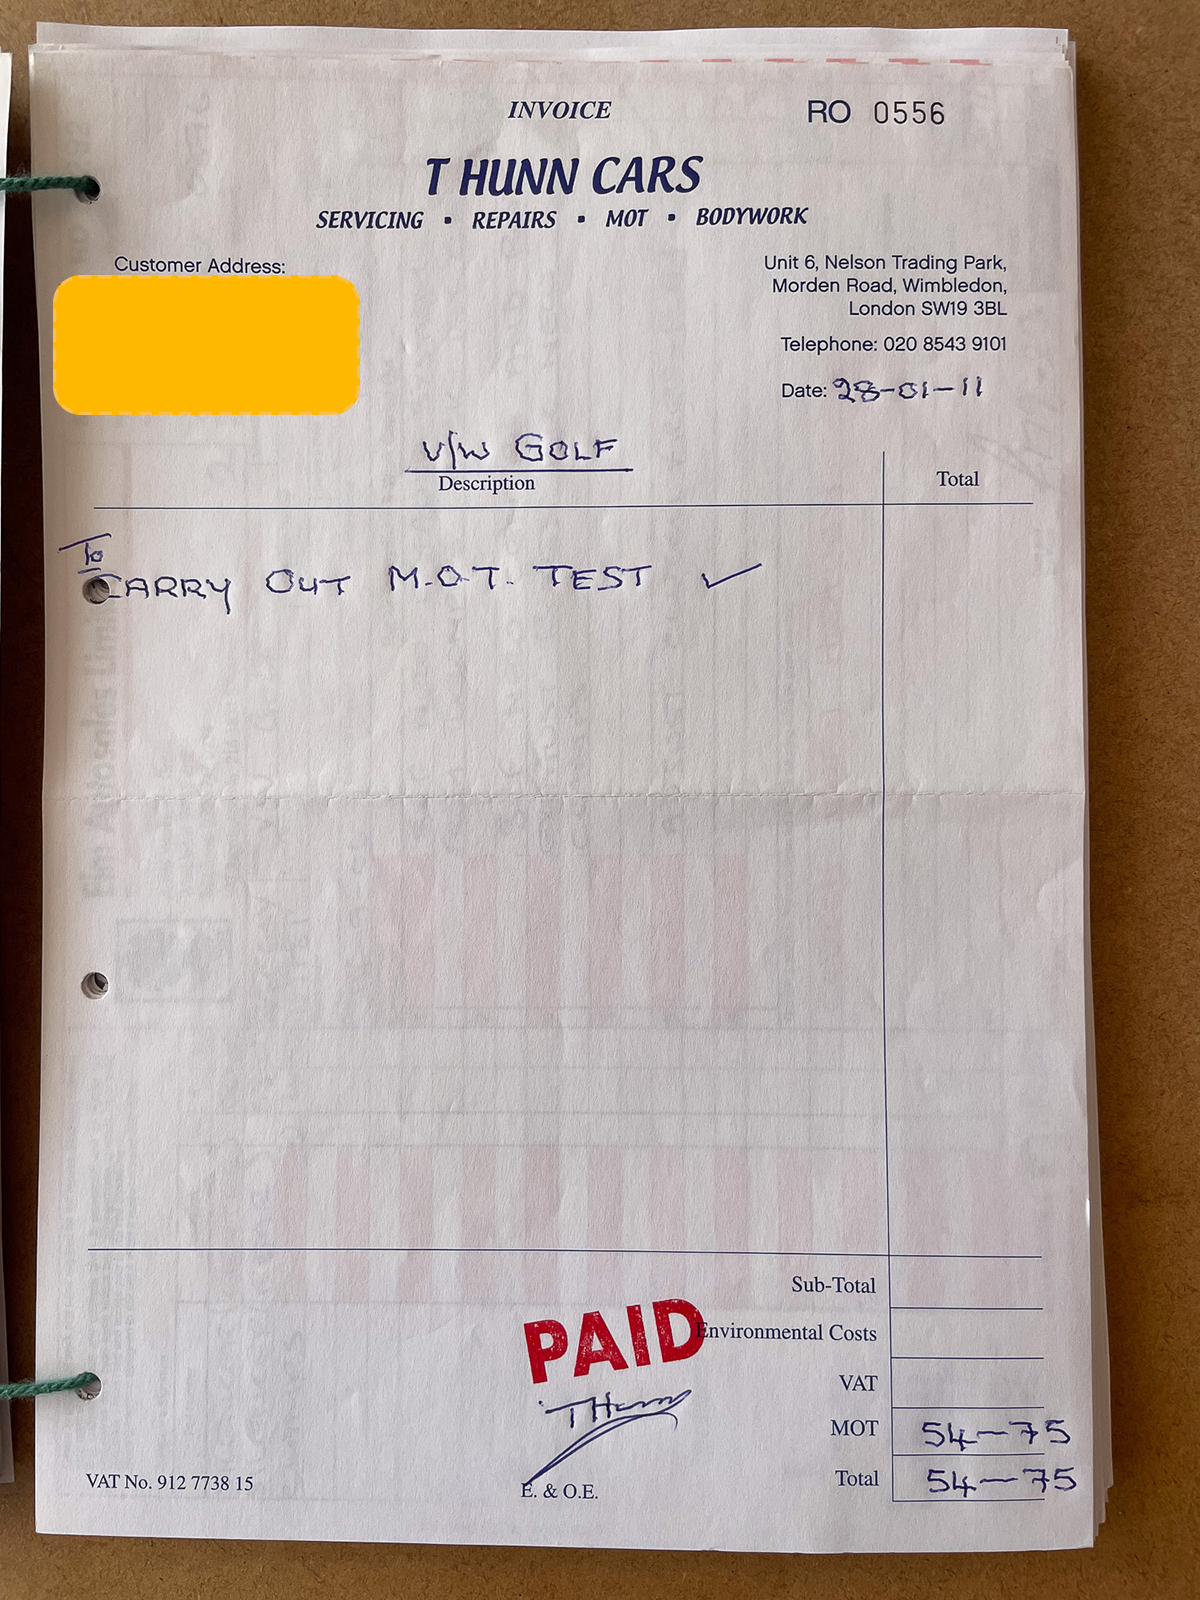 INVOICE
RO 0556
T HUNN CARS
SERVICING • REPAIRS • MOT • BODYWORK
Customer Address:
Unit 6, Nelson Trading Park,
Morden Road, Wimbledon,
London SW19 3BL
Telephone: 020 8543 9101
Date: 28-01-11
V/W GOLF
Description
Total
To
CARRY OUT M.O.T. TEST ✓
Sub-Total
PAID
Environmental Costs
VAT
THunn
MOT 54-75
Total 54-75
VAT No. 912 7738 15
E. & O.E.